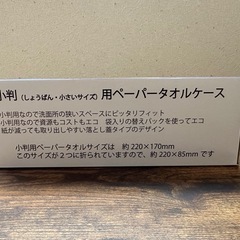 小判（しょうばん・小さいサイズ）用ペーパータオルケース
小判用なので洗面所の狭いスペースにピッタリフィット
小判用なので資源もコストもエコ　袋入りの替えパックを使ってエコ
紙が減っても取り出しやすい落とし蓋タイプのデザイン
小判用ペーパータオルサイズは　約 220×170mm
このサイズが２つに折られていますので、約 220×85mm です